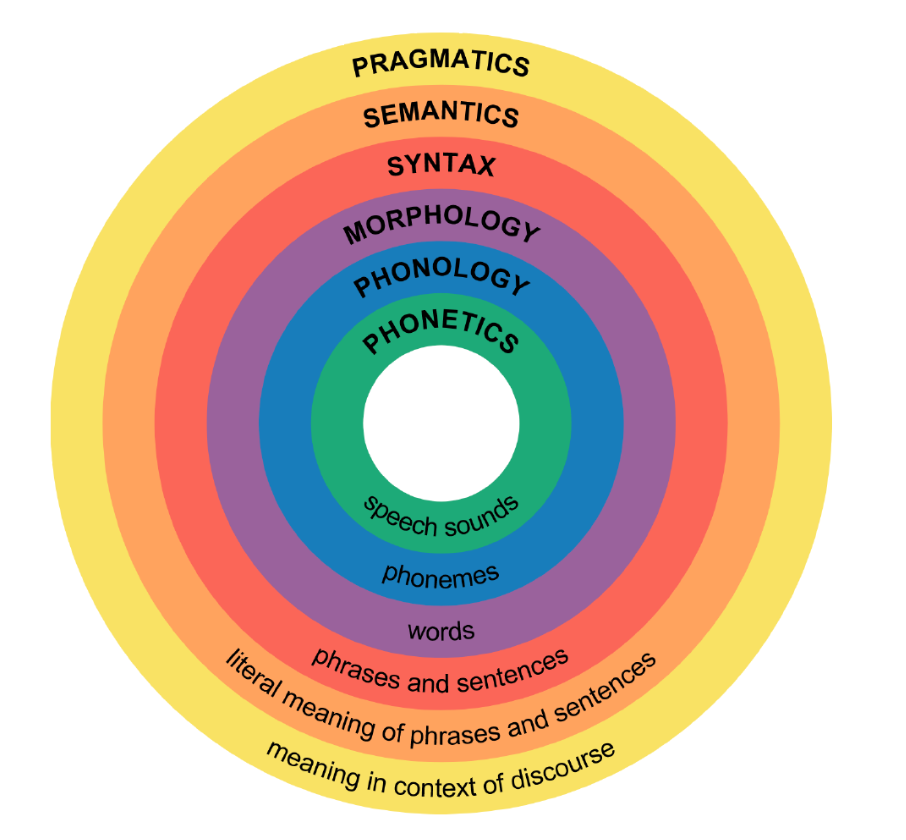 PRAGMATICS
SEMANTICS
SYNTAX
MORPHOLOGY
PHONOLOGY
PHONETICS
speech sounds
phonemes
words
phrases and sentences
literal meaning of phrases and sentences
meaning in context of discourse